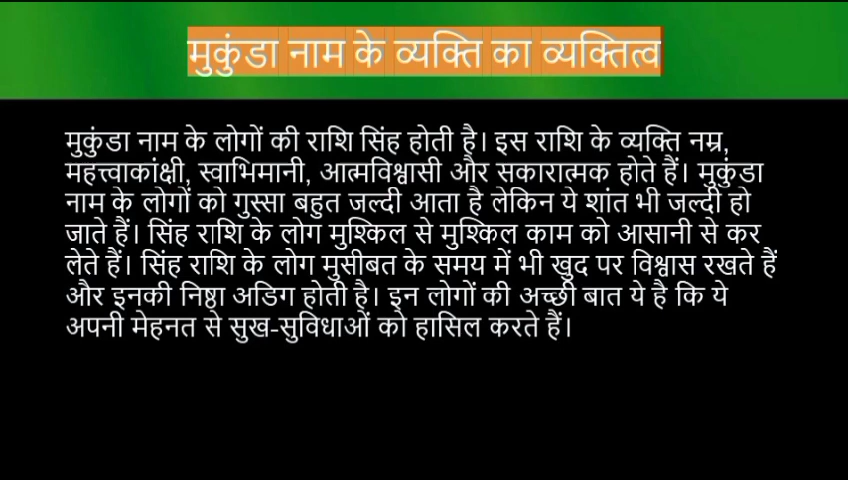 मुकुंडा नाम के व्यक्ति का व्यक्तित्व
मुकुंडा नाम के लोगों की राशि सिंह होती है। इस राशि के व्यक्ति नम्र,
महत्त्वाकांक्षी, स्वाभिमानी, आत्मविश्वासी और सकारात्मक होते हैं। मुकुंडा
नाम के लोगों को गुस्सा बहुत जल्दी आता है लेकिन ये शांत भी जल्दी हो
जाते हैं। सिंह राशि के लोग मुश्किल से मुश्किल काम को आसानी से कर
लेते हैं। सिंह राशि के लोग मुसीबत के समय में भी खुद पर विश्वास रखते हैं
और इनकी निष्ठा अडिग होती है। इन लोगों की अच्छी बात ये है कि ये
अपनी मेहनत से सुख-सुविधाओं को हासिल करते हैं।